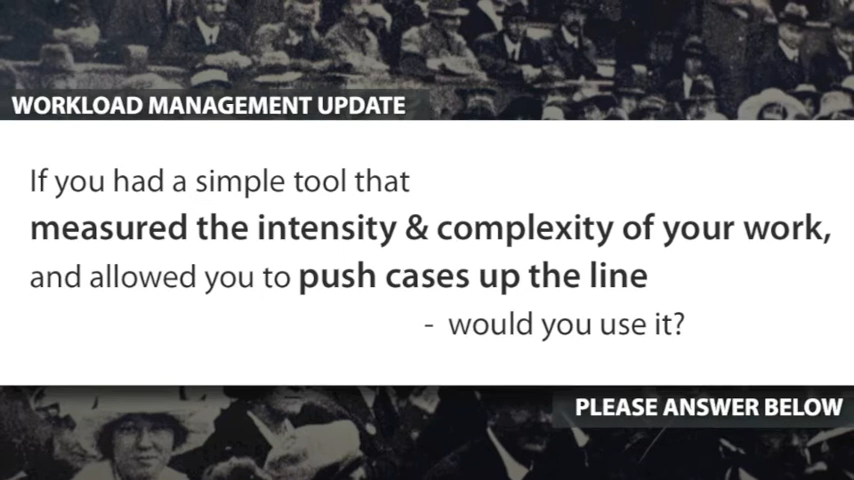 WORKLOAD MANAGEMENT UPDATE
If you had a simple tool that
measured the intensity & complexity of your work,
and allowed you to push cases up the line
- would you use it?
PLEASE ANSWER BELOW